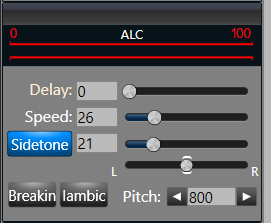 0 ALC 100
Delay: 0
Speed: 26
Sidetone 21
L R
Breakin Iambic Pitch: 800